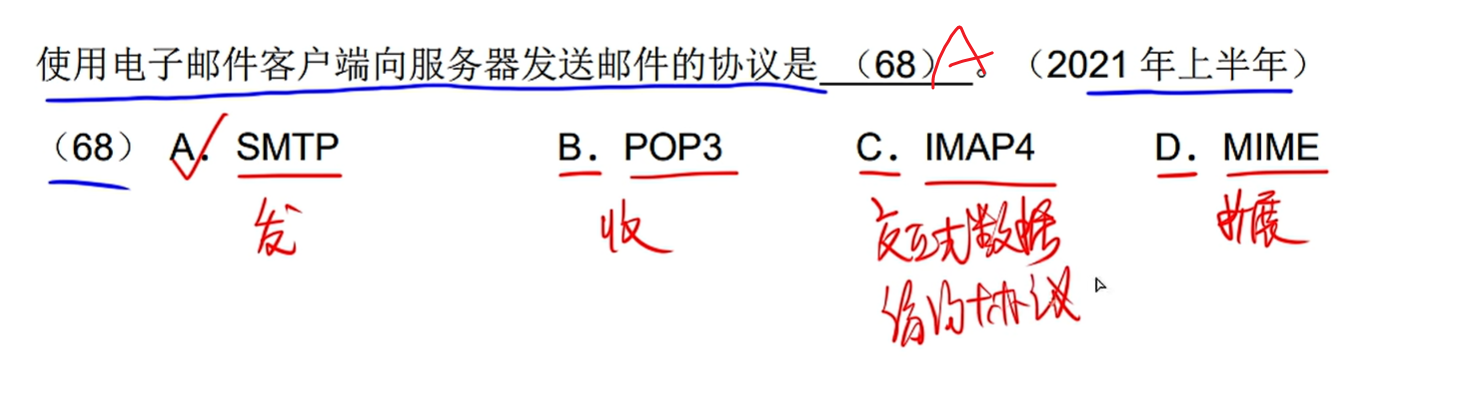 使用电子邮件客户端向服务器发送邮件的协议是（68）A。（2021 年上半年）
（68） A. SMTP B. POP3 C. IMAP4 D. MIME
发 收 交互式数据 扩展
协议